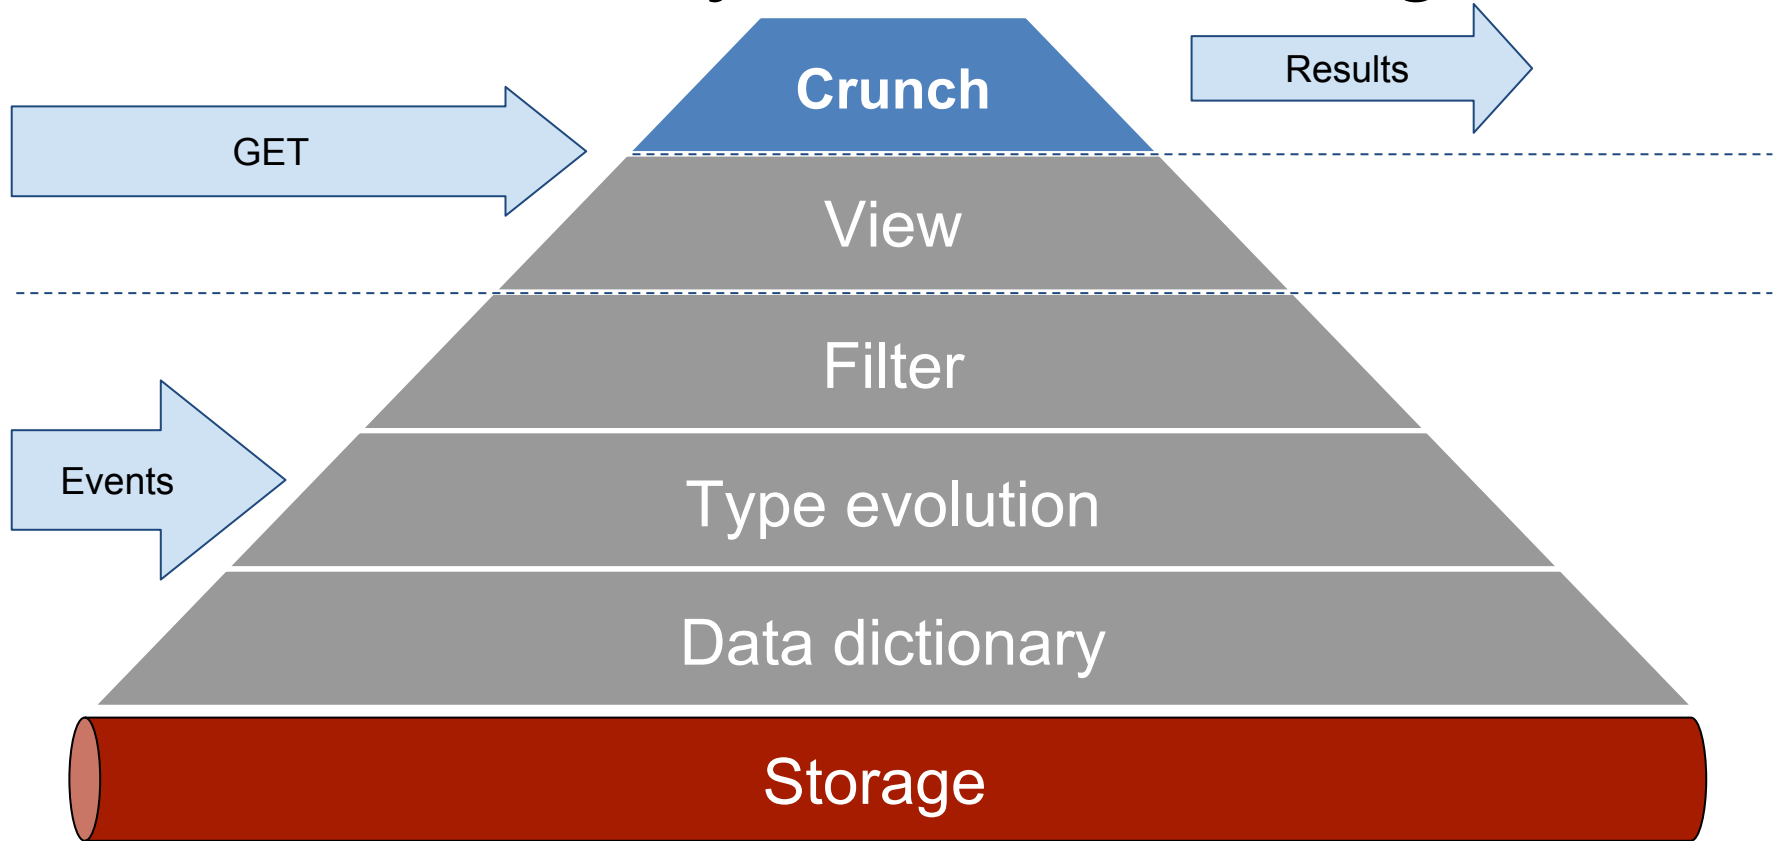 Crunch
Results
GET
View
Filter
Events
Type evolution
Data dictionary
Storage